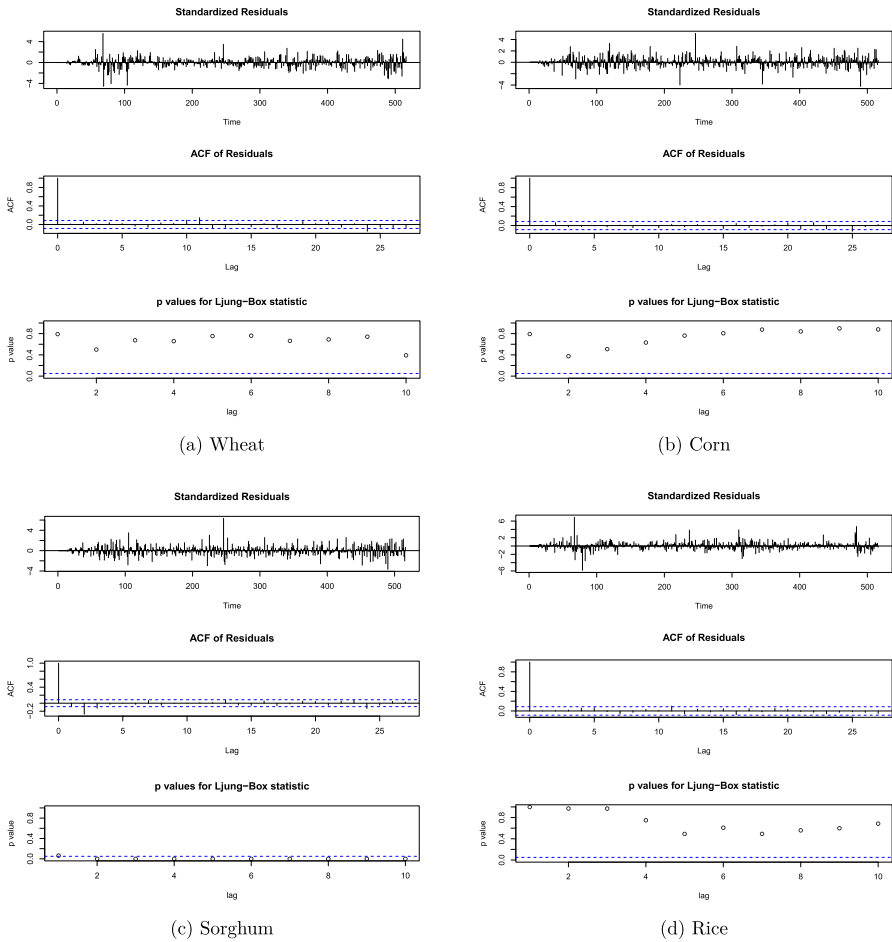 Standardized Residuals
4
0
−4
0 100 200 300 400 500
Time
ACF of Residuals
ACF
0.8
0.4
0.0
0 5 10 15 20 25
Lag
p values for Ljung−Box statistic
p value
0.8
0.4
0.0
2 4 6 8 10
lag
(a) Wheat
Standardized Residuals
4
2
0
−4
0 100 200 300 400 500
Time
ACF of Residuals
ACF
0.8
0.4
0.0
0 5 10 15 20 25
Lag
p values for Ljung−Box statistic
p value
0.8
0.4
0.0
2 4 6 8 10
lag
(b) Corn
Standardized Residuals
4
0
−4
0 100 200 300 400 500
Time
ACF of Residuals
ACF
1.0
0.4
−0.2
0 5 10 15 20 25
Lag
p values for Ljung−Box statistic
p value
0.8
0.4
0.0
2 4 6 8 10
lag
(c) Sorghum
Standardized Residuals
6
2
−2
−6
0 100 200 300 400 500
Time
ACF of Residuals
ACF
0.8
0.4
0.0
0 5 10 15 20 25
Lag
p values for Ljung−Box statistic
p value
0.8
0.4
0.0
2 4 6 8 10
lag
(d) Rice